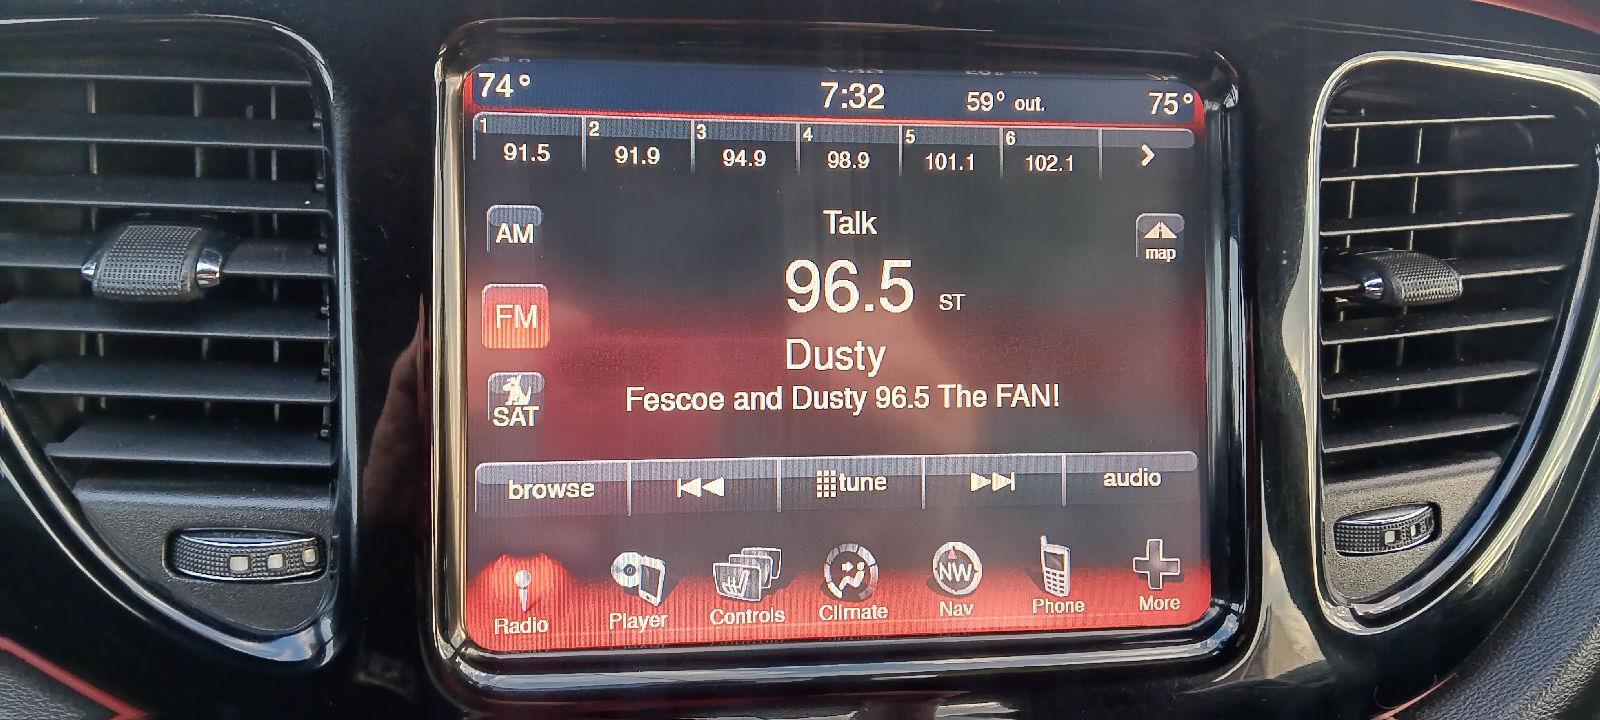 74° 7:32 59° out. 75°
1 2 3 4 5 6
91.5 91.9 94.9 98.9 101.1 102.1
Talk
AM
map
96.5 ST
FM
Dusty
Fescoe and Dusty 96.5 The FAN!
SAT
browse tune audio
NW
Radio Player Controls Climate Nav Phone More